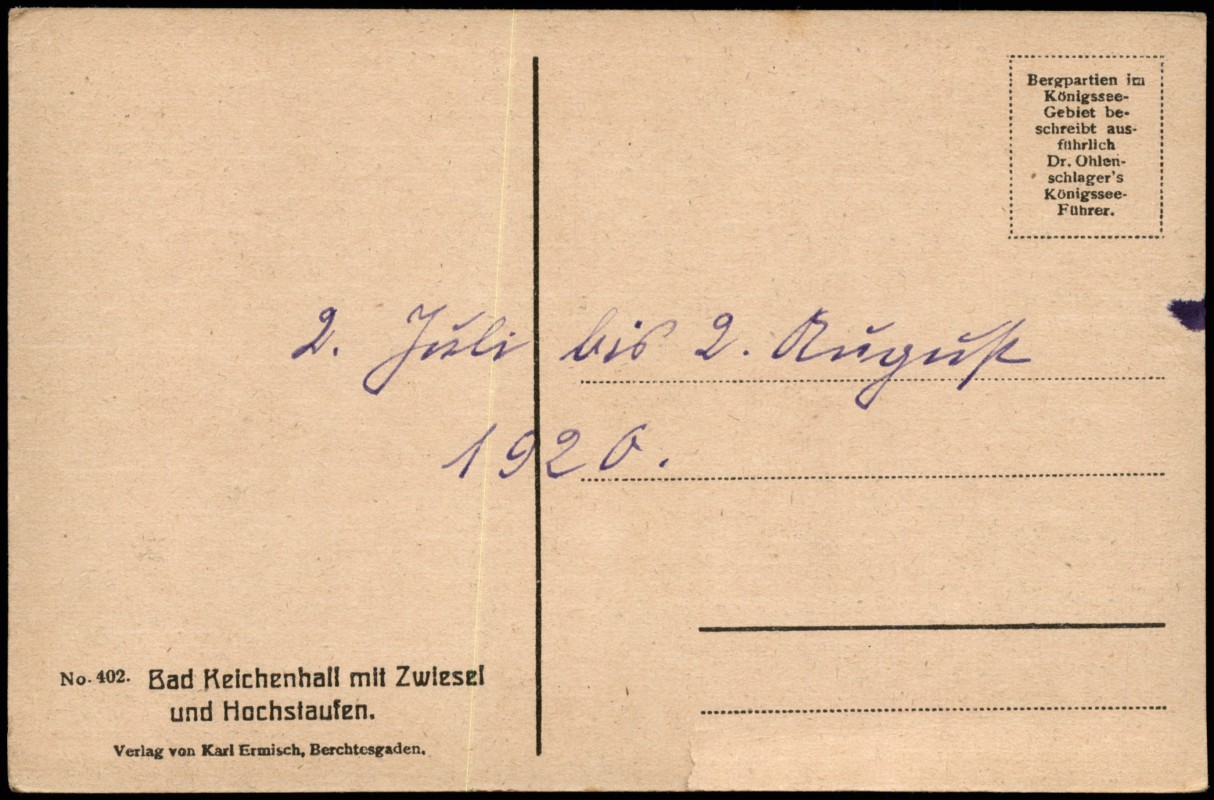 Bergpartien im
Königssee-
Gebiet be-
schreibt aus-
führlich
Dr. Ohlen-
schlager's
Königssee-
Führer.
2. Juli bis 2. August
1920.
No. 402. Bad Reichenhall mit Zwiesel
und Hochstaufen.
Verlag von Karl Ermisch, Berchtesgaden.